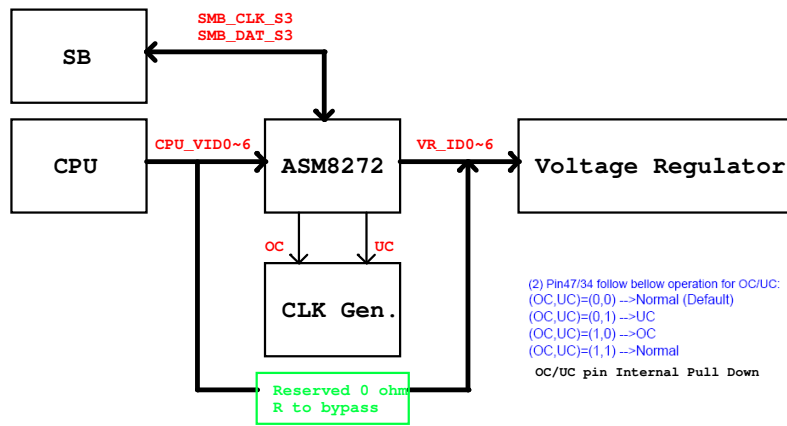 SMB_CLK_S3
SMB_DAT_S3
SB
CPU
CPU_VID0~6
ASM8272
VR_ID0~6
Voltage Regulator
OC
UC
CLK Gen.
(2) Pin47/34 follow bellow operation for OC/UC:
(OC,UC)=(0,0) -->Normal (Default)
(OC,UC)=(0,1) -->UC
(OC,UC)=(1,0) -->OC
(OC,UC)=(1,1) -->Normal
OC/UC pin Internal Pull Down
Reserved 0 ohm
R to bypass